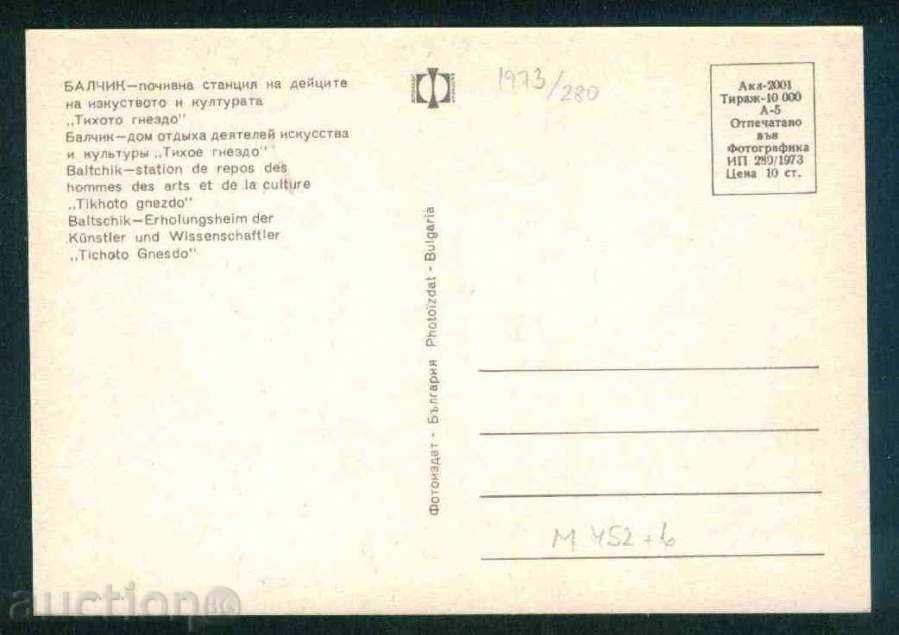 БАЛЧИК—почивна станция на дейците
на изкуството и културата
„Тихото гнездо"
Балчик—дом отдыха деятелей искусства
и культуры „Тихое гнездо"
Baltchik—station de repos des
hommes des arts et de la culture
„Tikhoto gnezdo"
Baltschik—Erholungsheim der
Künstler und Wissenschaftler
„Tichoto Gnesdo"
Фотоиздат - България Photoizdat - Bulgaria
1973/280
Акл-2001
Тираж-10 000
А-5
Отпечатано
във
Фотографика
ИП 280/1973
Цена 10 ст.
М 452+b
auction.BG